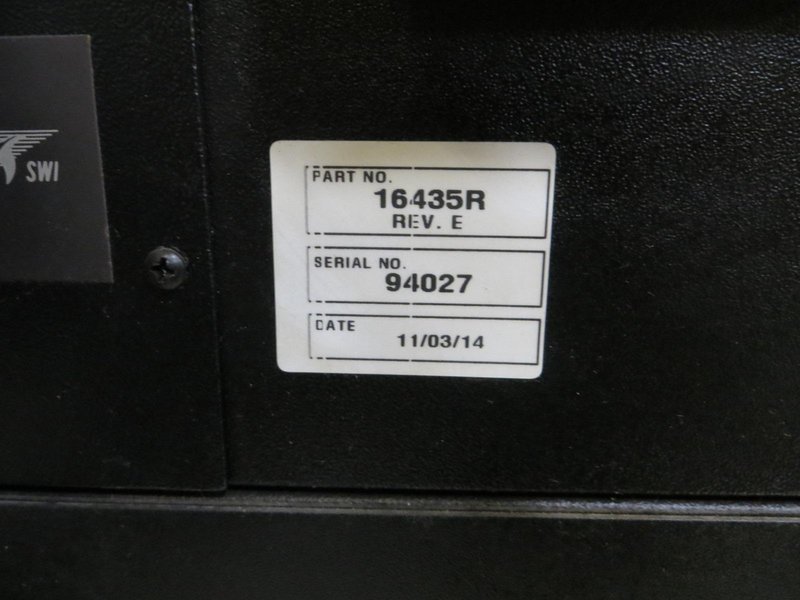 SWI
PART NO.
16435R
REV. E
SERIAL NO.
94027
DATE
11/03/14